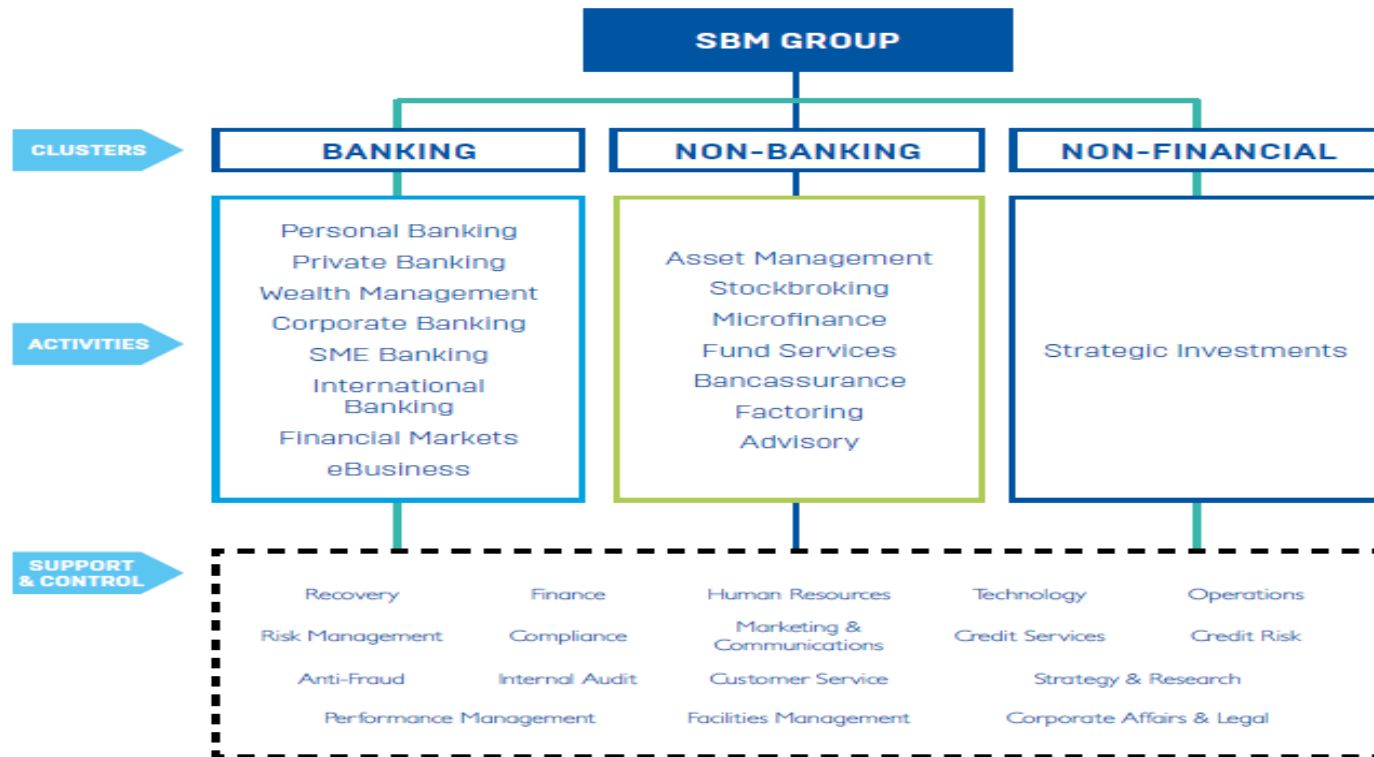 SBM GROUP
CLUSTERS
BANKING
NON-BANKING
NON-FINANCIAL
ACTIVITIES
Personal Banking
Private Banking
Wealth Management
Corporate Banking
SME Banking
International
Banking
Financial Markets
eBusiness
Asset Management
Stockbroking
Microfinance
Fund Services
Bancassurance
Factoring
Advisory
Strategic Investments
SUPPORT
& CONTROL
Recovery
Finance
Human Resources
Technology
Operations
Risk Management
Compliance
Marketing &
Communications
Credit Services
Credit Risk
Anti-Fraud
Internal Audit
Customer Service
Strategy & Research
Performance Management
Facilities Management
Corporate Affairs & Legal